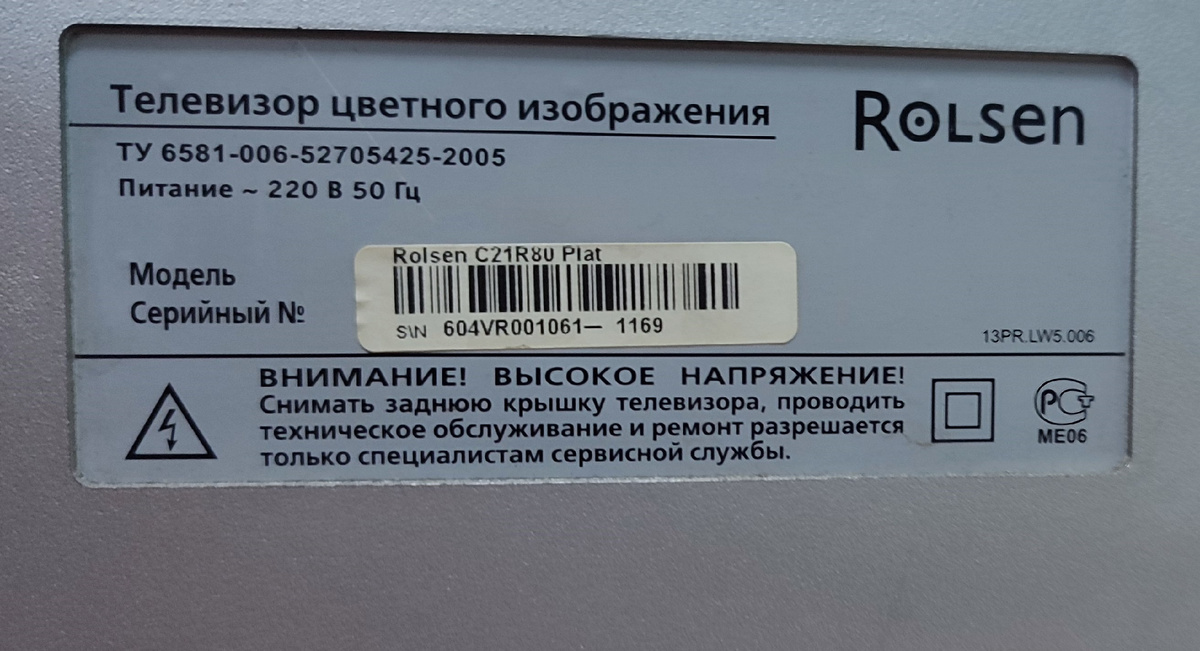 Телевизор цветного изображения
Rolsen
ТУ 6581-006-52705425-2005
Питание ~ 220 В 50 Гц
Модель
Rolsen C21R80 Plat
Серийный №
S\N 604VR001061— 1169
13PR.LW5.006
ВНИМАНИЕ! ВЫСОКОЕ НАПРЯЖЕНИЕ!
Снимать заднюю крышку телевизора, проводить
техническое обслуживание и ремонт разрешается
только специалистам сервисной службы.
РСТ
ME06